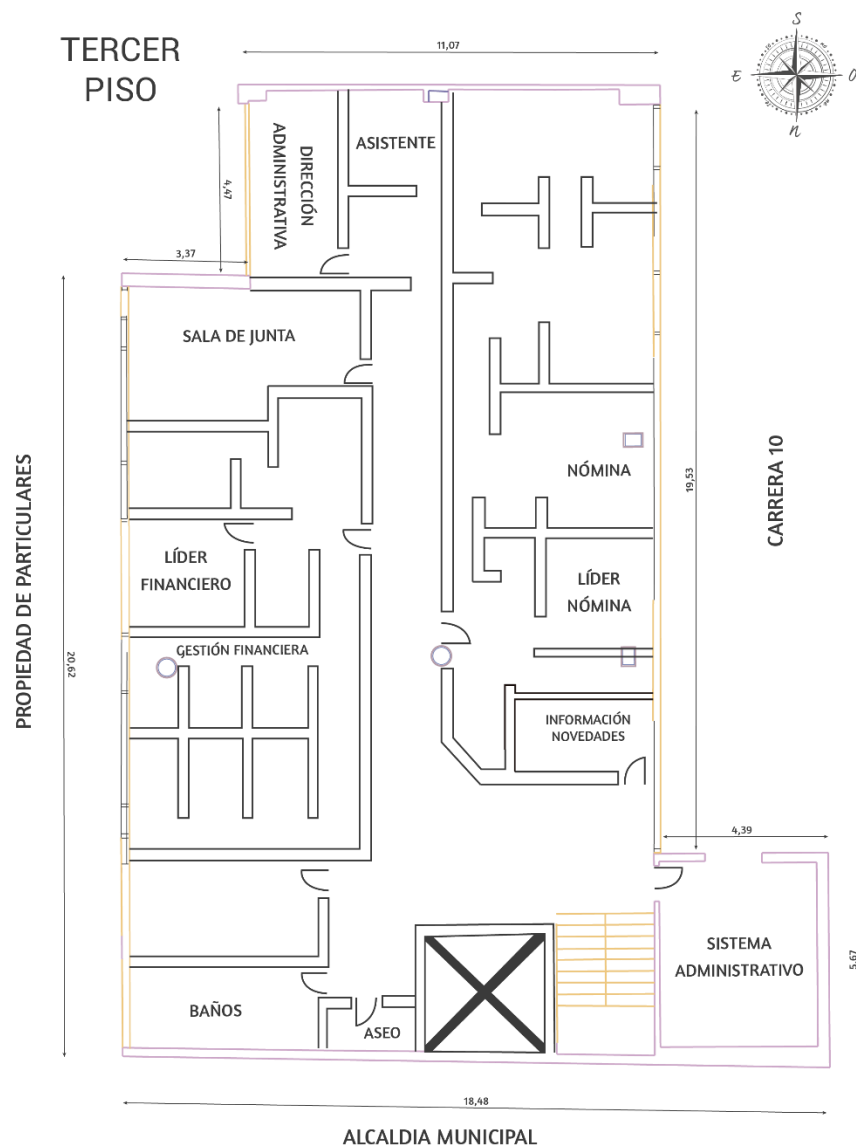 TERCER
PISO
11,07
S
E
O
n
ASISTENTE
DIRECCIÓN
ADMINISTRATIVA
4,47
3,37
SALA DE JUNTA
NÓMINA
19,53
CARRERA 10
PROPIEDAD DE PARTICULARES
20,62
LÍDER
FINANCIERO
LÍDER
NÓMINA
GESTIÓN FINANCIERA
INFORMACIÓN
NOVEDADES
4,39
SISTEMA
ADMINISTRATIVO
5,67
BAÑOS
ASEO
18,48
ALCALDIA MUNICIPAL